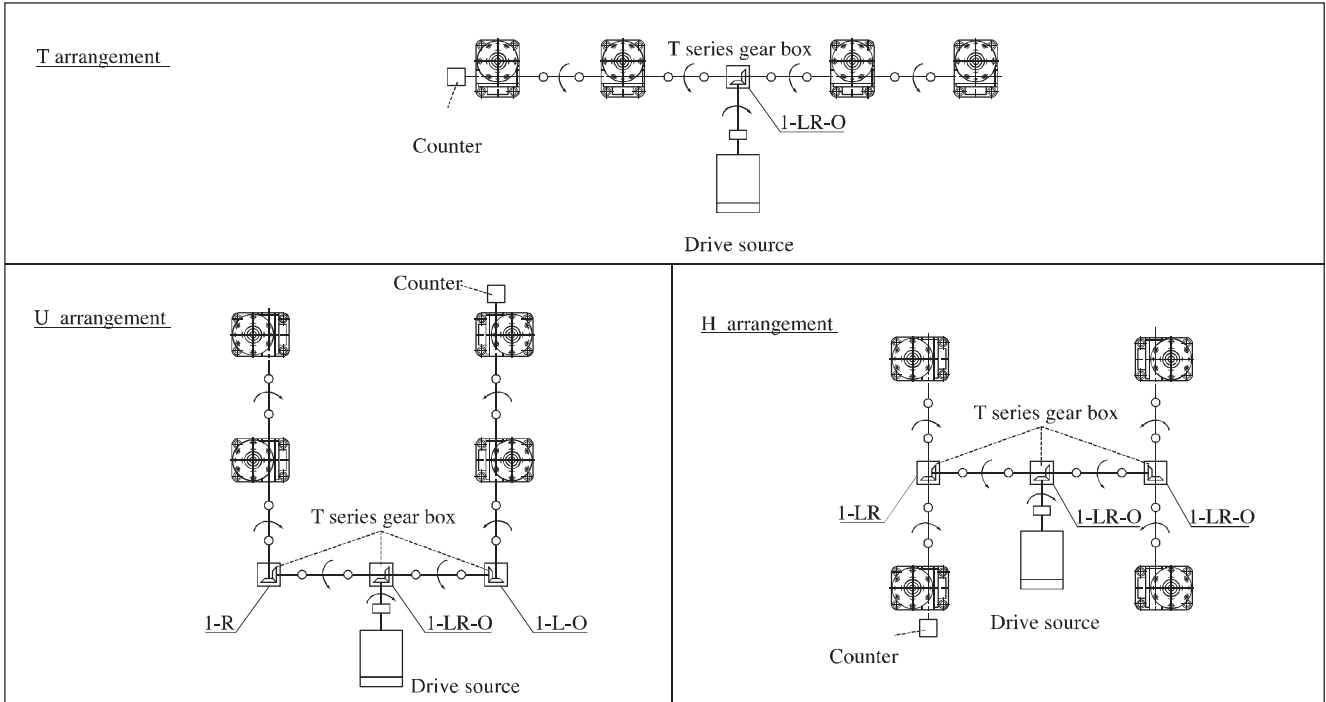 T arrangement
T series gear box
1-LR-O
Counter
Drive source
U arrangement
Counter
T series gear box
1-R
1-LR-O
1-L-O
Drive source
H arrangement
T series gear box
1-LR
1-LR-O
1-LR-O
Drive source
Counter